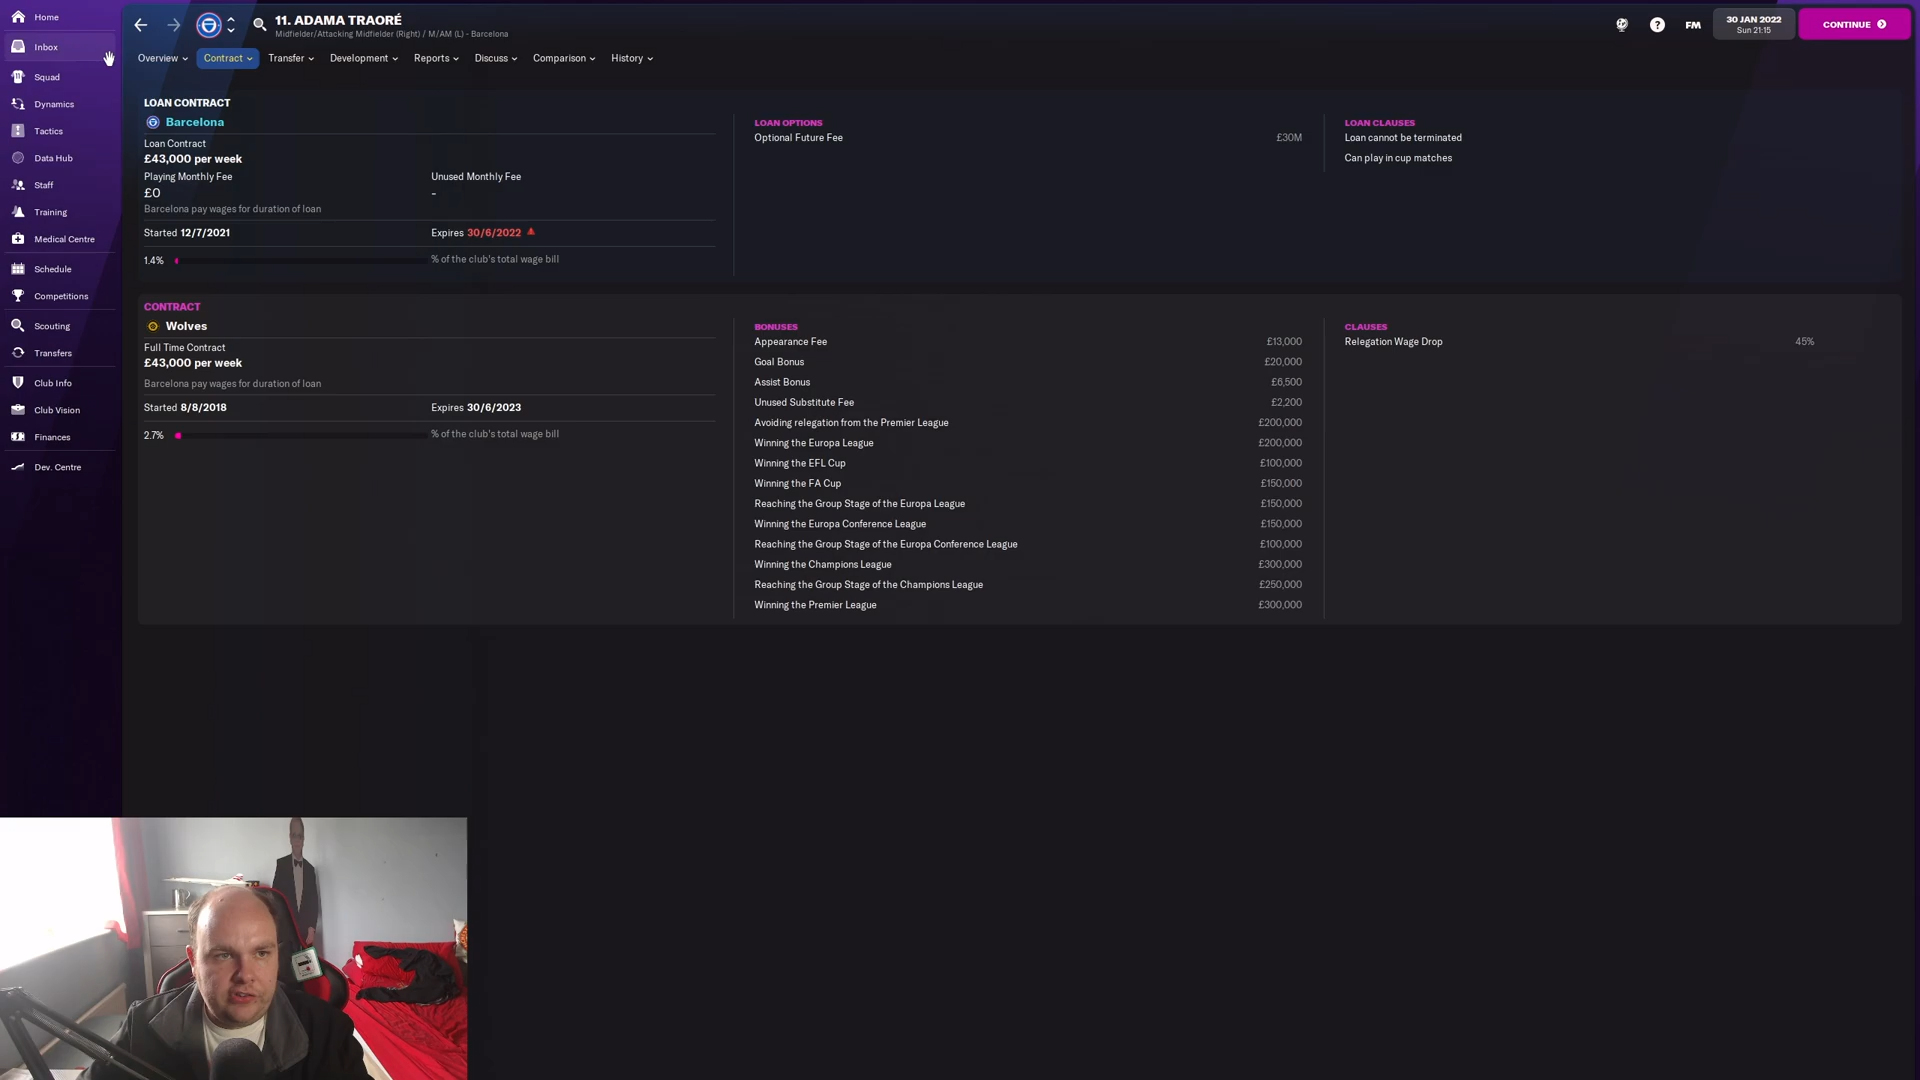 Home
Inbox
Squad
Dynamics
Tactics
Data Hub
Staff
Training
Medical Centre
Schedule
Competitions
Scouting
Transfers
Club Info
Club Vision
Finances
Dev. Centre
11. ADAMA TRAORÉ
Midfielder/Attacking Midfielder (Right) / M/AM (L) - Barcelona
FM
30 JAN 2022
Sun 21:15
CONTINUE
Overview Contract Transfer Development Reports Discuss Comparison History
LOAN CONTRACT
Barcelona
Loan Contract
£43,000 per week
Playing Monthly Fee Unused Monthly Fee
£0 -
Barcelona pay wages for duration of loan
Started 12/7/2021 Expires 30/6/2022
1.4% % of the club's total wage bill
LOAN OPTIONS
Optional Future Fee £30M
LOAN CLAUSES
Loan cannot be terminated
Can play in cup matches
CONTRACT
Wolves
Full Time Contract
£43,000 per week
Barcelona pay wages for duration of loan
Started 8/8/2018 Expires 30/6/2023
2.7% % of the club's total wage bill
BONUSES
Appearance Fee £13,000
Goal Bonus £20,000
Assist Bonus £6,500
Unused Substitute Fee £2,200
Avoiding relegation from the Premier League £200,000
Winning the Europa League £200,000
Winning the EFL Cup £100,000
Winning the FA Cup £150,000
Reaching the Group Stage of the Europa League £150,000
Winning the Europa Conference League £150,000
Reaching the Group Stage of the Europa Conference League £100,000
Winning the Champions League £300,000
Reaching the Group Stage of the Champions League £250,000
Winning the Premier League £300,000
CLAUSES
Relegation Wage Drop 45%